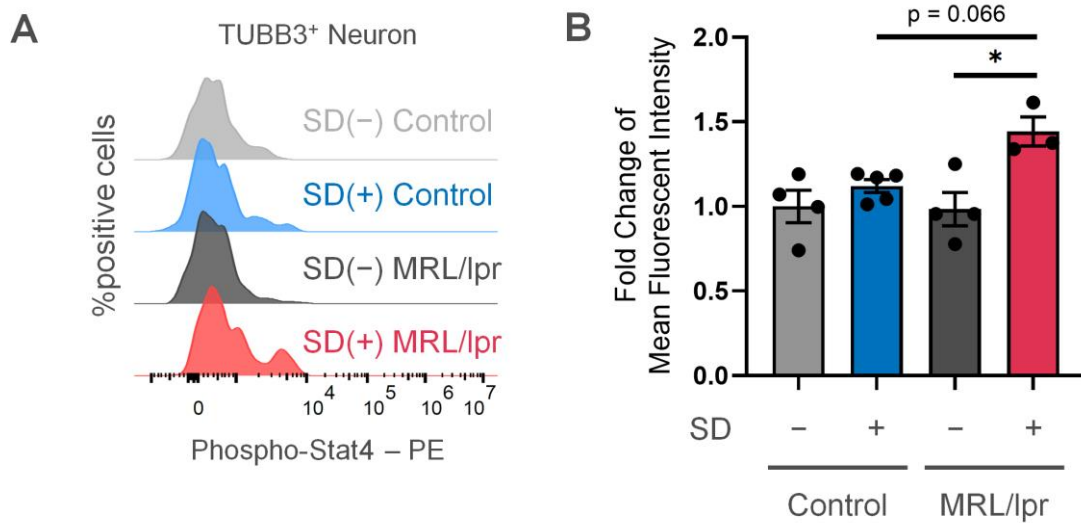 A
TUBB3⁺ Neuron
SD(−) Control
SD(+) Control
SD(−) MRL/lpr
SD(+) MRL/lpr
%positive cells
0 10⁴ 10⁵ 10⁶ 10⁷
Phospho-Stat4 – PE
B
p = 0.066
*
Fold Change of
Mean Fluorescent Intensity
2.0
1.5
1.0
0.5
0.0
SD − + − +
Control MRL/lpr